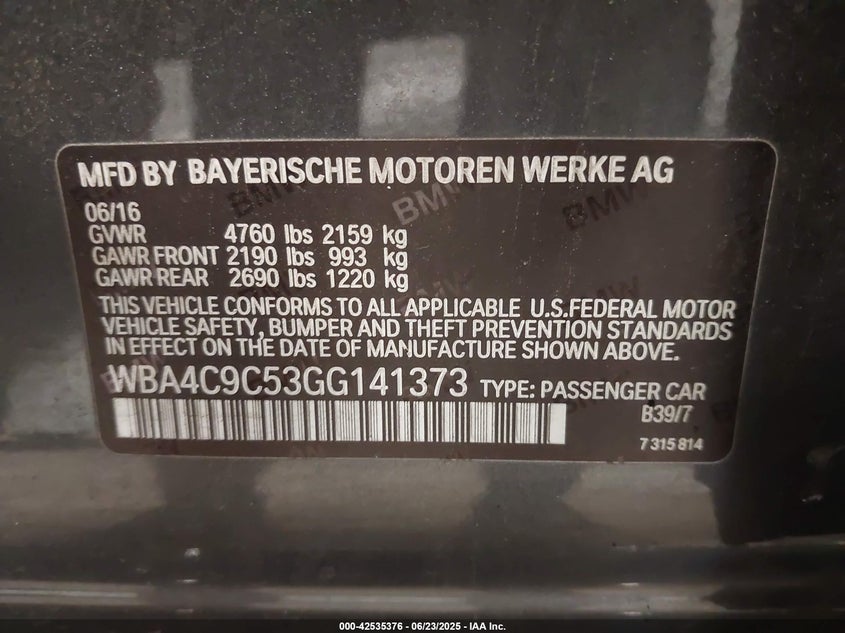 MFD BY BAYERISCHE MOTOREN WERKE AG
06/16
GVWR 4760 lbs 2159 kg
GAWR FRONT 2190 lbs 993 kg
GAWR REAR 2690 lbs 1220 kg
THIS VEHICLE CONFORMS TO ALL APPLICABLE U.S.FEDERAL MOTOR
VEHICLE SAFETY, BUMPER AND THEFT PREVENTION STANDARDS
IN EFFECT ON THE DATE OF MANUFACTURE SHOWN ABOVE.
WBA4C9C53GG141373 TYPE: PASSENGER CAR
B39/7
7 315 814
000-42535376 - 06/23/2025 - IAA Inc.